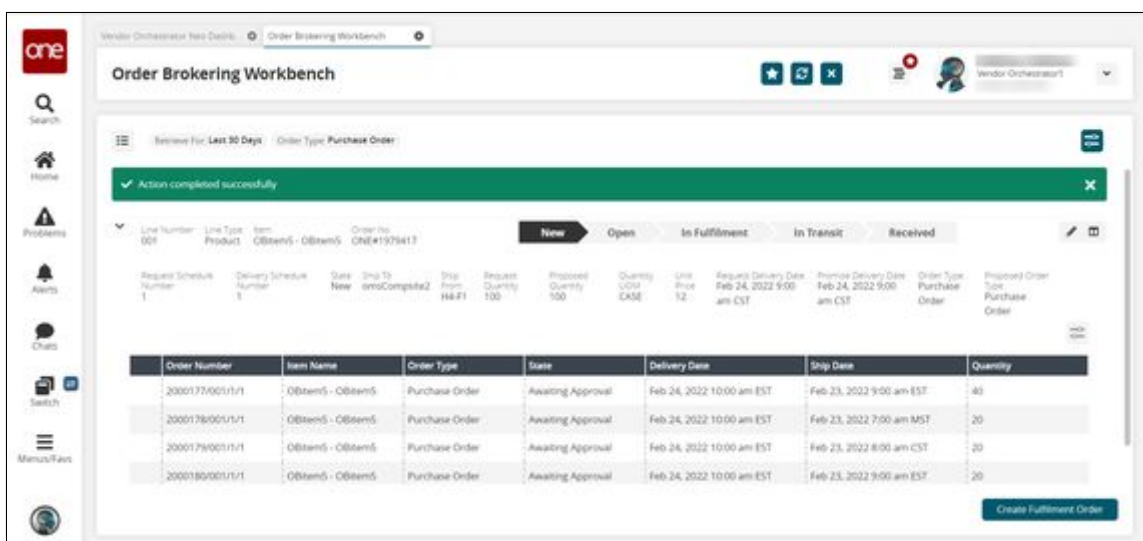 one
Vendor Orchestrator Neo Dashb... Order Brokering Workbench
Order Brokering Workbench
Vendor Orchestrator1
Search
Home
Problems
Alerts
Chats
Switch
Menus/Favs
Retrieve For: Last 30 Days Order Type: Purchase Order
Action completed successfully
Line Number Line Type Item Order No
001 Product OBitem5 - OBitem5 ONE#1979417
New Open In Fulfilment In Transit Received
Request Schedule Number Delivery Schedule Number State Ship To Ship From Request Quantity Proposed Quantity Quantity UOM Unit Price Request Delivery Date Promise Delivery Date Order Type Proposed Order Type
1 1 New omsCompsite2 H4-F1 100 100 CASE 12 Feb 24, 2022 9:00 am CST Feb 24, 2022 9:00 am CST Purchase Order Purchase Order
Order Number Item Name Order Type State Delivery Date Ship Date Quantity
2000177/001/1/1 OBitem5 - OBitem5 Purchase Order Awaiting Approval Feb 24, 2022 10:00 am EST Feb 23, 2022 9:00 am EST 40
2000178/001/1/1 OBitem5 - OBitem5 Purchase Order Awaiting Approval Feb 24, 2022 10:00 am EST Feb 23, 2022 7:00 am MST 20
2000179/001/1/1 OBitem5 - OBitem5 Purchase Order Awaiting Approval Feb 24, 2022 10:00 am EST Feb 23, 2022 8:00 am CST 20
2000180/001/1/1 OBitem5 - OBitem5 Purchase Order Awaiting Approval Feb 24, 2022 10:00 am EST Feb 23, 2022 9:00 am EST 20
Create Fulfilment Order